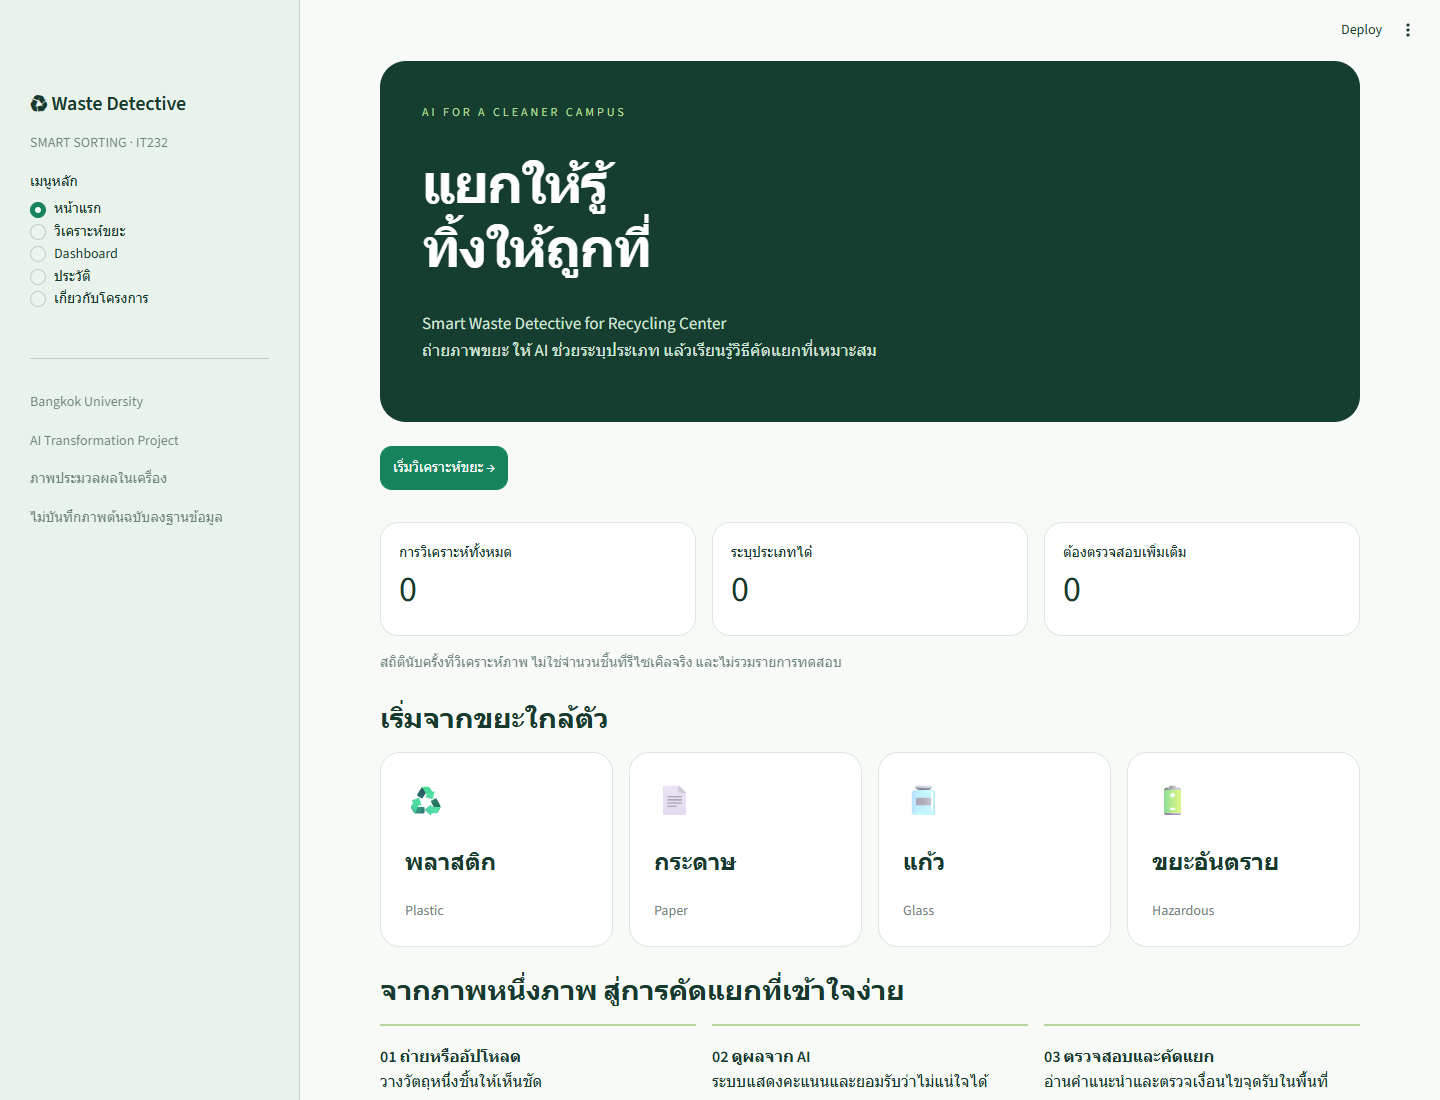 Deploy
Waste Detective
SMART SORTING · IT232
เมนูหลัก
หน้าแรก
วิเคราะห์ขยะ
Dashboard
ประวัติ
เกี่ยวกับโครงการ
Bangkok University
AI Transformation Project
ภาพประมวลผลในเครื่อง
ไม่บันทึกภาพต้นฉบับลงฐานข้อมูล
AI FOR A CLEANER CAMPUS
แยกให้รู้
ทิ้งให้ถูกที่
Smart Waste Detective for Recycling Center
ถ่ายภาพขยะ ให้ AI ช่วยระบุประเภท แล้วเรียนรู้วิธีคัดแยกที่เหมาะสม
เริ่มวิเคราะห์ขยะ →
การวิเคราะห์ทั้งหมด
0
ระบุประเภทได้
0
ต้องตรวจสอบเพิ่มเติม
0
สถิตินับครั้งที่วิเคราะห์ภาพ ไม่ใช่จำนวนชิ้นที่รีไซเคิลจริง และไม่รวมรายการทดสอบ
เริ่มจากขยะใกล้ตัว
พลาสติก
Plastic
กระดาษ
Paper
แก้ว
Glass
ขยะอันตราย
Hazardous
จากภาพหนึ่งภาพ สู่การคัดแยกที่เข้าใจง่าย
01 ถ่ายหรืออัปโหลด
วางวัตถุหนึ่งชิ้นให้เห็นชัด
02 ดูผลจาก AI
ระบบแสดงคะแนนและยอมรับว่าไม่แน่ใจได้
03 ตรวจสอบและคัดแยก
อ่านคำแนะนำและตรวจเงื่อนไขจุดรับในพื้นที่